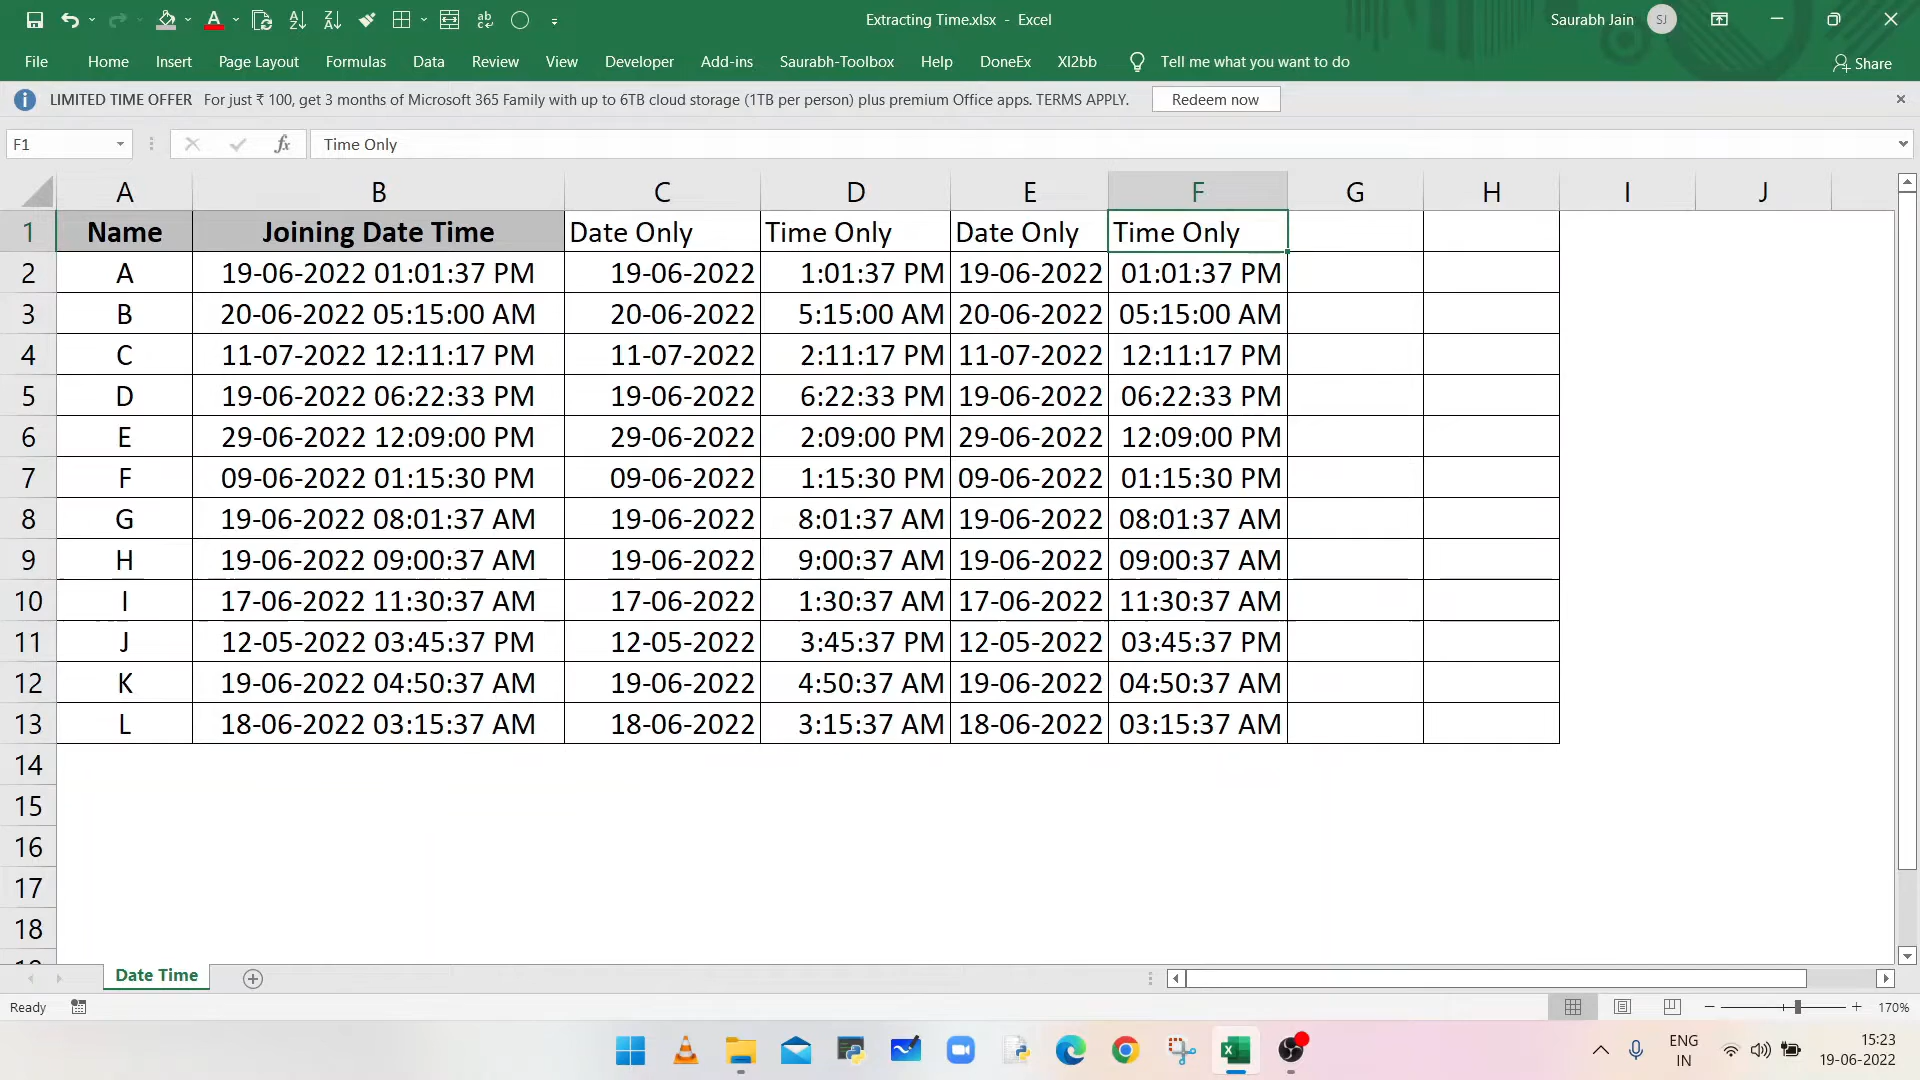 Extracting Time.xlsx - Excel
Saurabh Jain SJ
File Home Insert Page Layout Formulas Data Review View Developer Add-ins Saurabh-Toolbox Help DoneEx Xl2bb Tell me what you want to do Share
LIMITED TIME OFFER For just ₹ 100, get 3 months of Microsoft 365 Family with up to 6TB cloud storage (1TB per person) plus premium Office apps. TERMS APPLY. Redeem now
F1 fx Time Only
A B C D E F G H I J
1 Name Joining Date Time Date Only Time Only Date Only Time Only
2 A 19-06-2022 01:01:37 PM 19-06-2022 1:01:37 PM 19-06-2022 01:01:37 PM
3 B 20-06-2022 05:15:00 AM 20-06-2022 5:15:00 AM 20-06-2022 05:15:00 AM
4 C 11-07-2022 12:11:17 PM 11-07-2022 2:11:17 PM 11-07-2022 12:11:17 PM
5 D 19-06-2022 06:22:33 PM 19-06-2022 6:22:33 PM 19-06-2022 06:22:33 PM
6 E 29-06-2022 12:09:00 PM 29-06-2022 2:09:00 PM 29-06-2022 12:09:00 PM
7 F 09-06-2022 01:15:30 PM 09-06-2022 1:15:30 PM 09-06-2022 01:15:30 PM
8 G 19-06-2022 08:01:37 AM 19-06-2022 8:01:37 AM 19-06-2022 08:01:37 AM
9 H 19-06-2022 09:00:37 AM 19-06-2022 9:00:37 AM 19-06-2022 09:00:37 AM
10 I 17-06-2022 11:30:37 AM 17-06-2022 1:30:37 AM 17-06-2022 11:30:37 AM
11 J 12-05-2022 03:45:37 PM 12-05-2022 3:45:37 PM 12-05-2022 03:45:37 PM
12 K 19-06-2022 04:50:37 AM 19-06-2022 4:50:37 AM 19-06-2022 04:50:37 AM
13 L 18-06-2022 03:15:37 AM 18-06-2022 3:15:37 AM 18-06-2022 03:15:37 AM
14
15
16
17
18
Date Time
Ready 170%
ENG 15:23
IN 19-06-2022